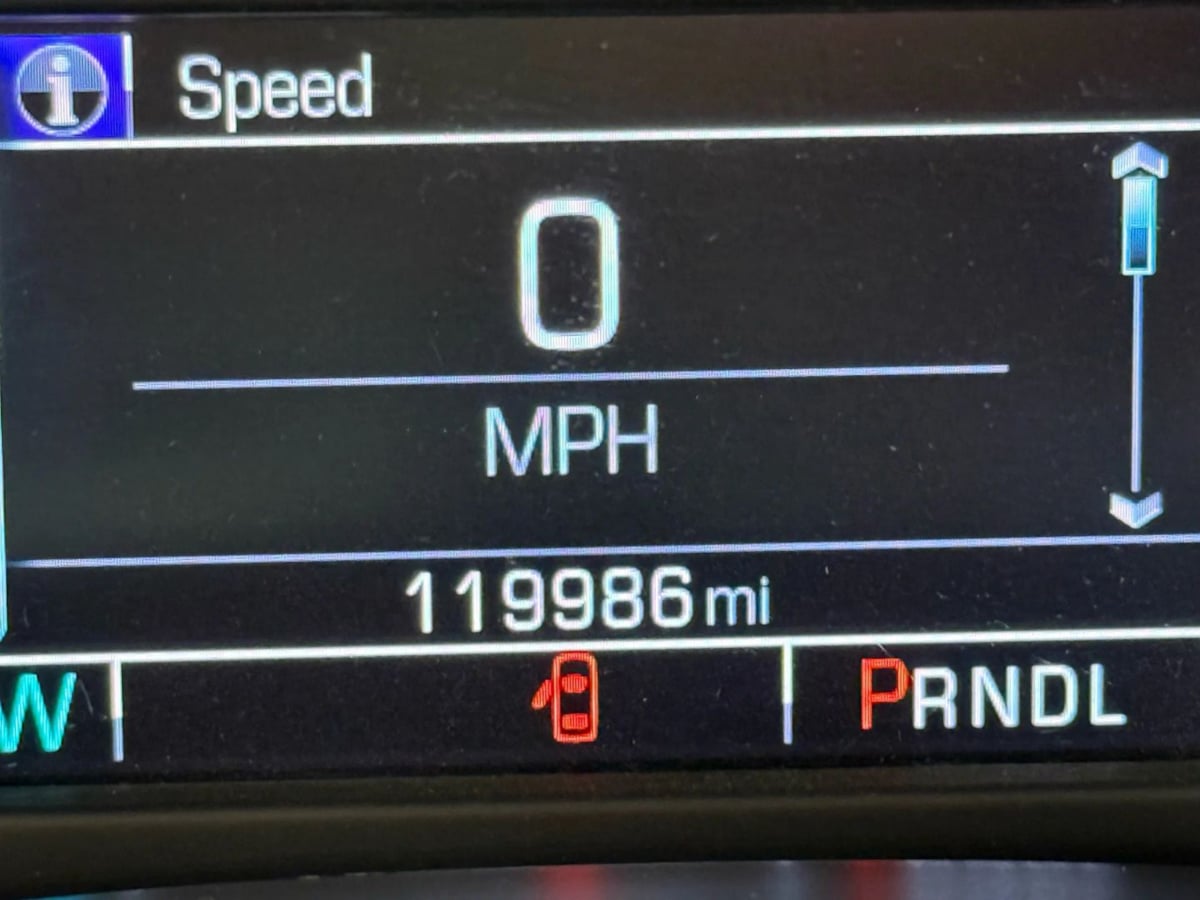 i Speed
0
MPH
119986 mi
W PRNDL